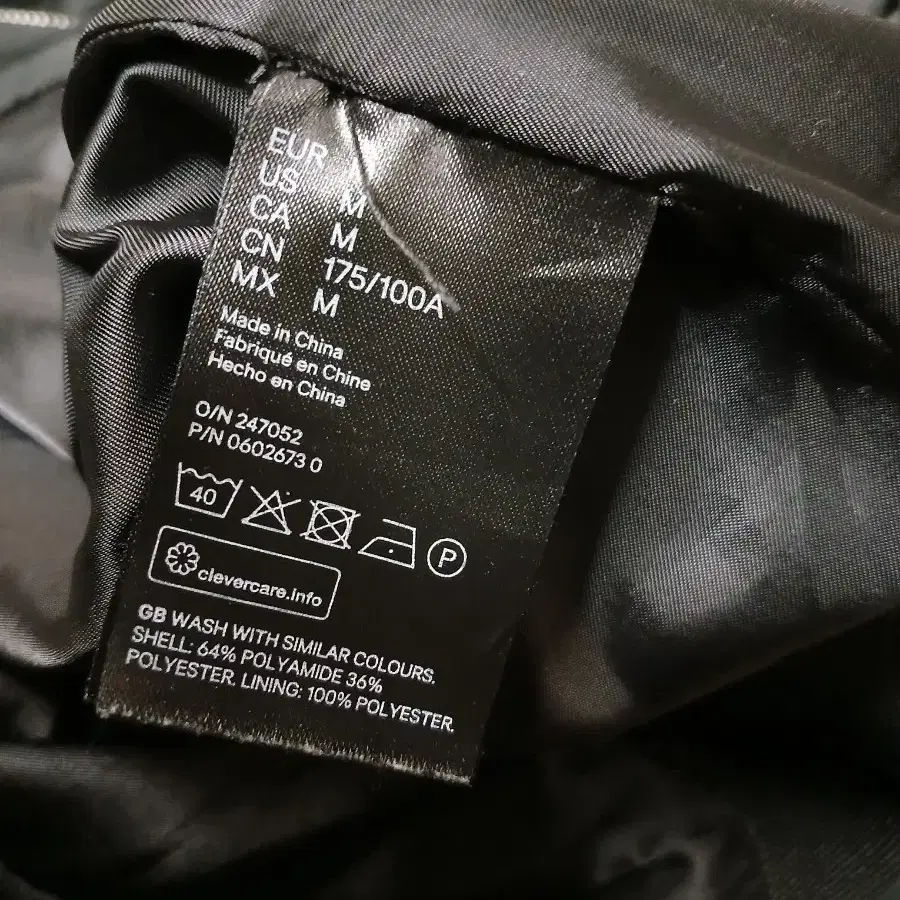 EUR
US M
CA M
CN 175/100A
MX M
Made in China
Fabriqué en Chine
Hecho en China
O/N 247052
P/N 0602673 0
40
P
clevercare.info
GB WASH WITH SIMILAR COLOURS.
SHELL: 64% POLYAMIDE 36%
POLYESTER. LINING: 100% POLYESTER.